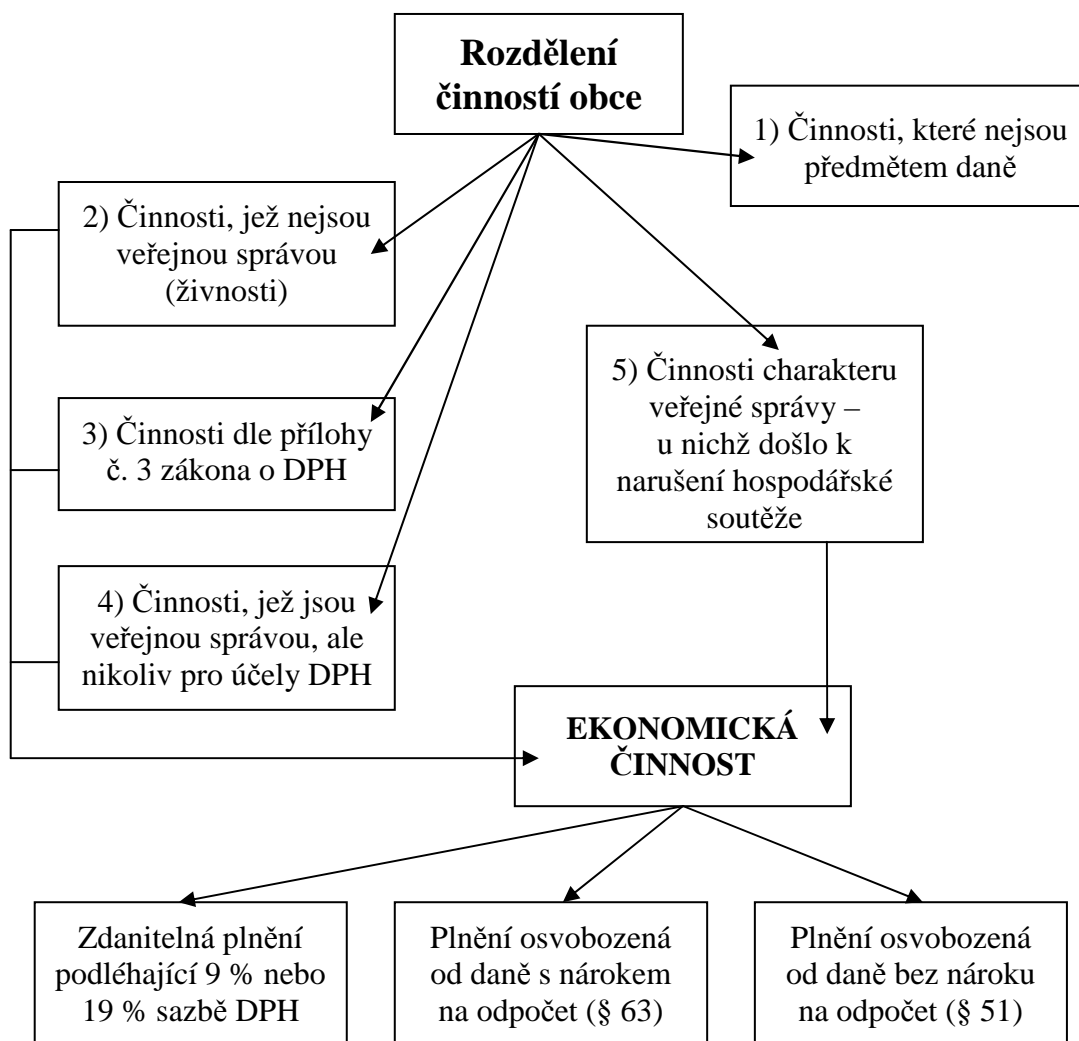 Rozdělení
činností obce
1) Činnosti, které nejsou
předmětem daně
2) Činnosti, jež nejsou
veřejnou správou
(živnosti)
3) Činnosti dle přílohy
č. 3 zákona o DPH
4) Činnosti, jež jsou
veřejnou správou, ale
nikoliv pro účely DPH
5) Činnosti charakteru
veřejné správy –
u nichž došlo k
narušení hospodářské
soutěže
EKONOMICKÁ
ČINNOST
Zdanitelná plnění
podléhající 9 % nebo
19 % sazbě DPH
Plnění osvobozená
od daně s nárokem
na odpočet (§ 63)
Plnění osvobozená
od daně bez nároku
na odpočet (§ 51)